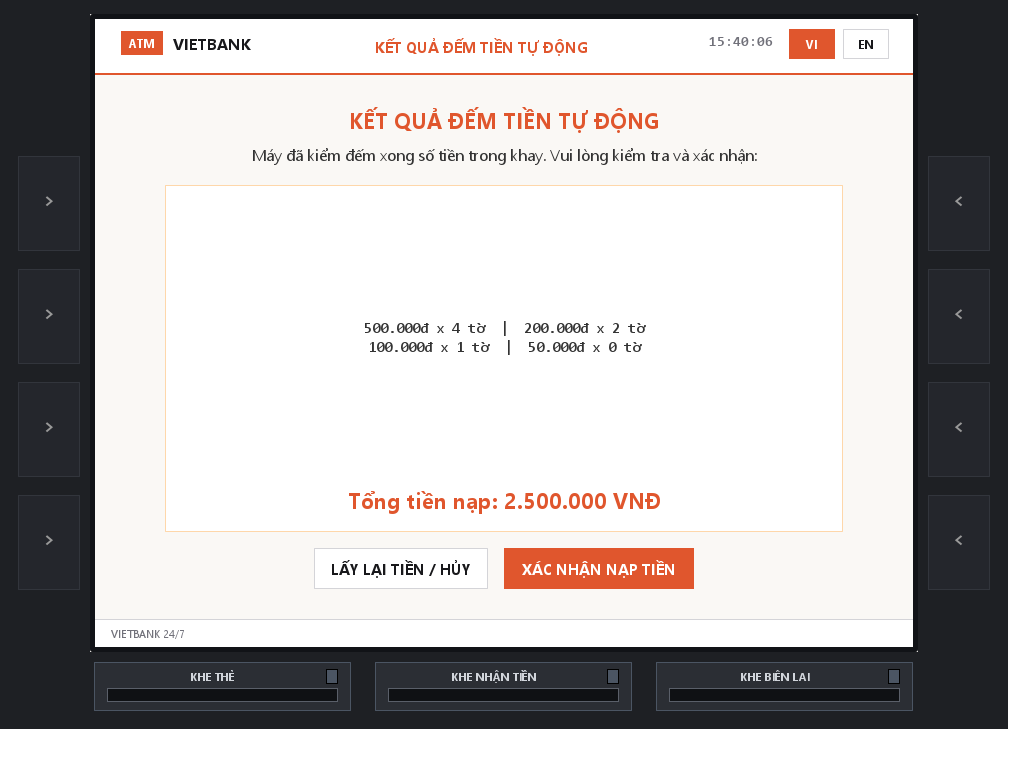 ATM VIETBANK KẾT QUẢ ĐẾM TIỀN TỰ ĐỘNG 15:40:06 VI EN
KẾT QUẢ ĐẾM TIỀN TỰ ĐỘNG
Máy đã kiểm đếm xong số tiền trong khay. Vui lòng kiểm tra và xác nhận:
500.000đ x 4 tờ | 200.000đ x 2 tờ
100.000đ x 1 tờ | 50.000đ x 0 tờ
Tổng tiền nạp: 2.500.000 VNĐ
LẤY LẠI TIỀN / HỦY XÁC NHẬN NẠP TIỀN
VIETBANK 24/7
KHE THẺ KHE NHẬN TIỀN KHE BIÊN LAI